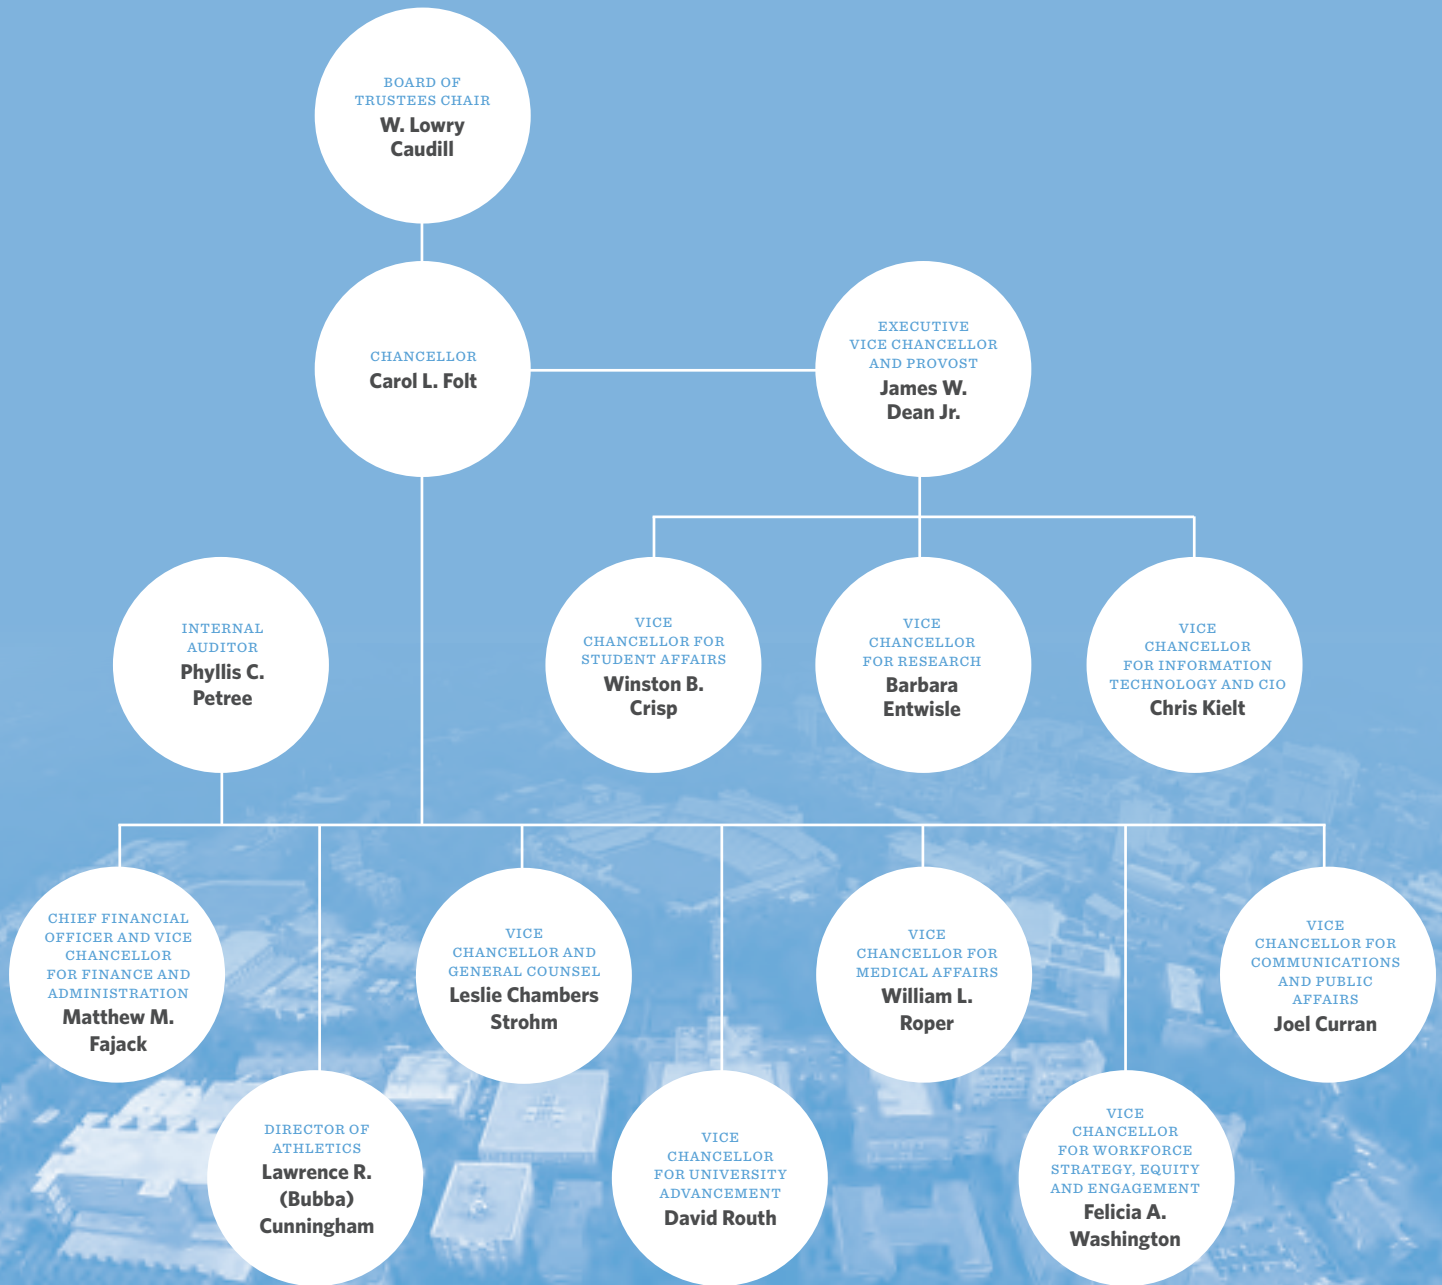 BOARD OF
TRUSTEES CHAIR
W. Lowry
Caudill
CHANCELLOR
Carol L. Folt
EXECUTIVE
VICE CHANCELLOR
AND PROVOST
James W.
Dean Jr.
INTERNAL
AUDITOR
Phyllis C.
Petree
VICE
CHANCELLOR FOR
STUDENT AFFAIRS
Winston B.
Crisp
VICE
CHANCELLOR
FOR RESEARCH
Barbara
Entwisle
VICE
CHANCELLOR
FOR INFORMATION
TECHNOLOGY AND CIO
Chris Kielt
CHIEF FINANCIAL
OFFICER AND VICE
CHANCELLOR
FOR FINANCE AND
ADMINISTRATION
Matthew M.
Fajack
VICE
CHANCELLOR AND
GENERAL COUNSEL
Leslie Chambers
Strohm
VICE
CHANCELLOR FOR
MEDICAL AFFAIRS
William L.
Roper
VICE
CHANCELLOR FOR
COMMUNICATIONS
AND PUBLIC
AFFAIRS
Joel Curran
DIRECTOR OF
ATHLETICS
Lawrence R.
(Bubba)
Cunningham
VICE
CHANCELLOR
FOR UNIVERSITY
ADVANCEMENT
David Routh
VICE
CHANCELLOR
FOR WORKFORCE
STRATEGY, EQUITY
AND ENGAGEMENT
Felicia A.
Washington